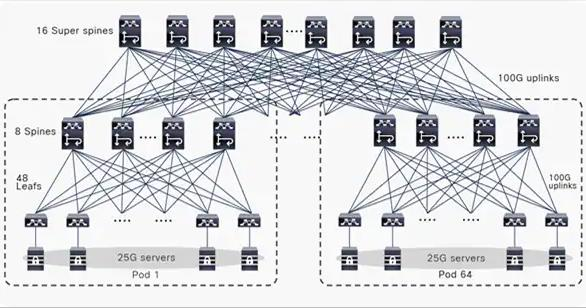 16 Super spines
100G uplinks
8 Spines
48
Leafs
100G
uplinks
25G servers
Pod 1
25G servers
Pod 64